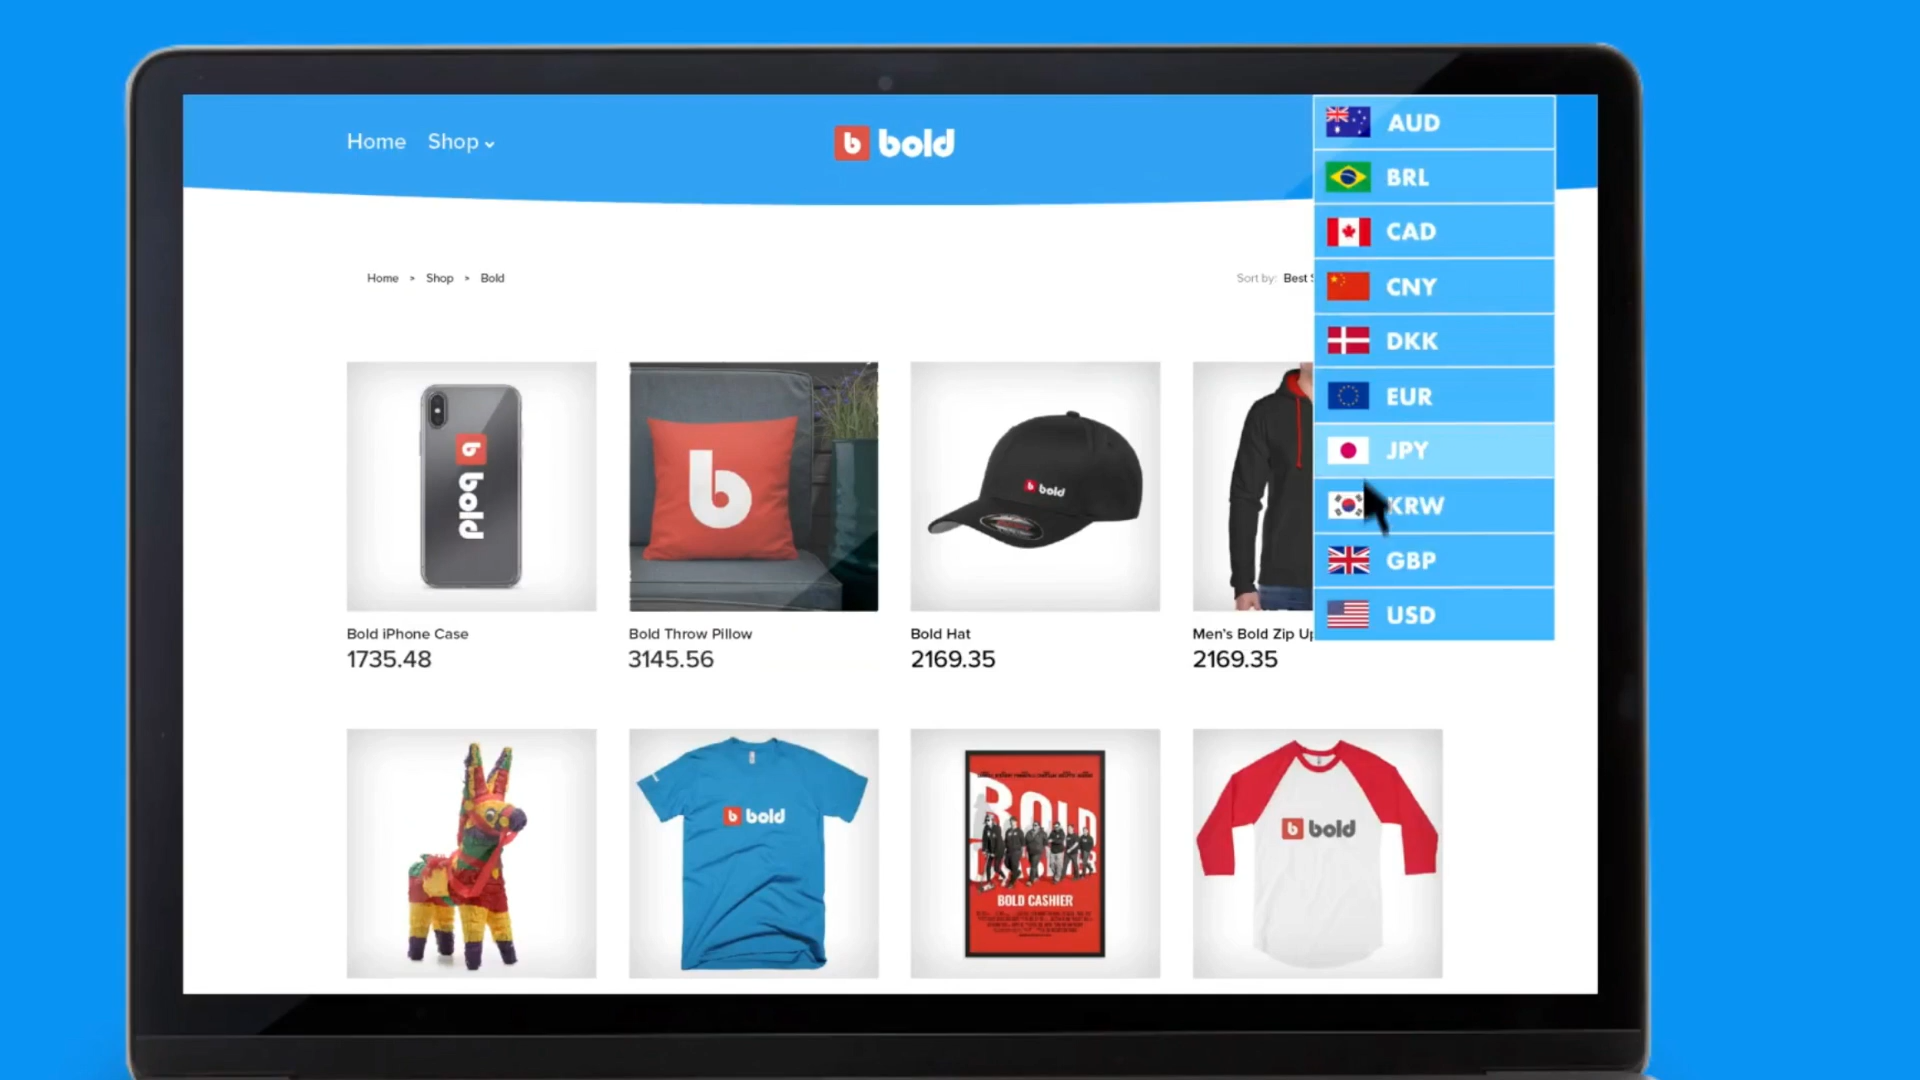 Home Shop
b bold
AUD
BRL
CAD
CNY
DKK
EUR
JPY
KRW
GBP
USD
Home > Shop > Bold
Sort by: Best
b bold
b
b bold
Bold iPhone Case
1735.48
Bold Throw Pillow
3145.56
Bold Hat
2169.35
Men's Bold Zip
2169.35
b bold
BOLD
BOLD CASHIER
b bold